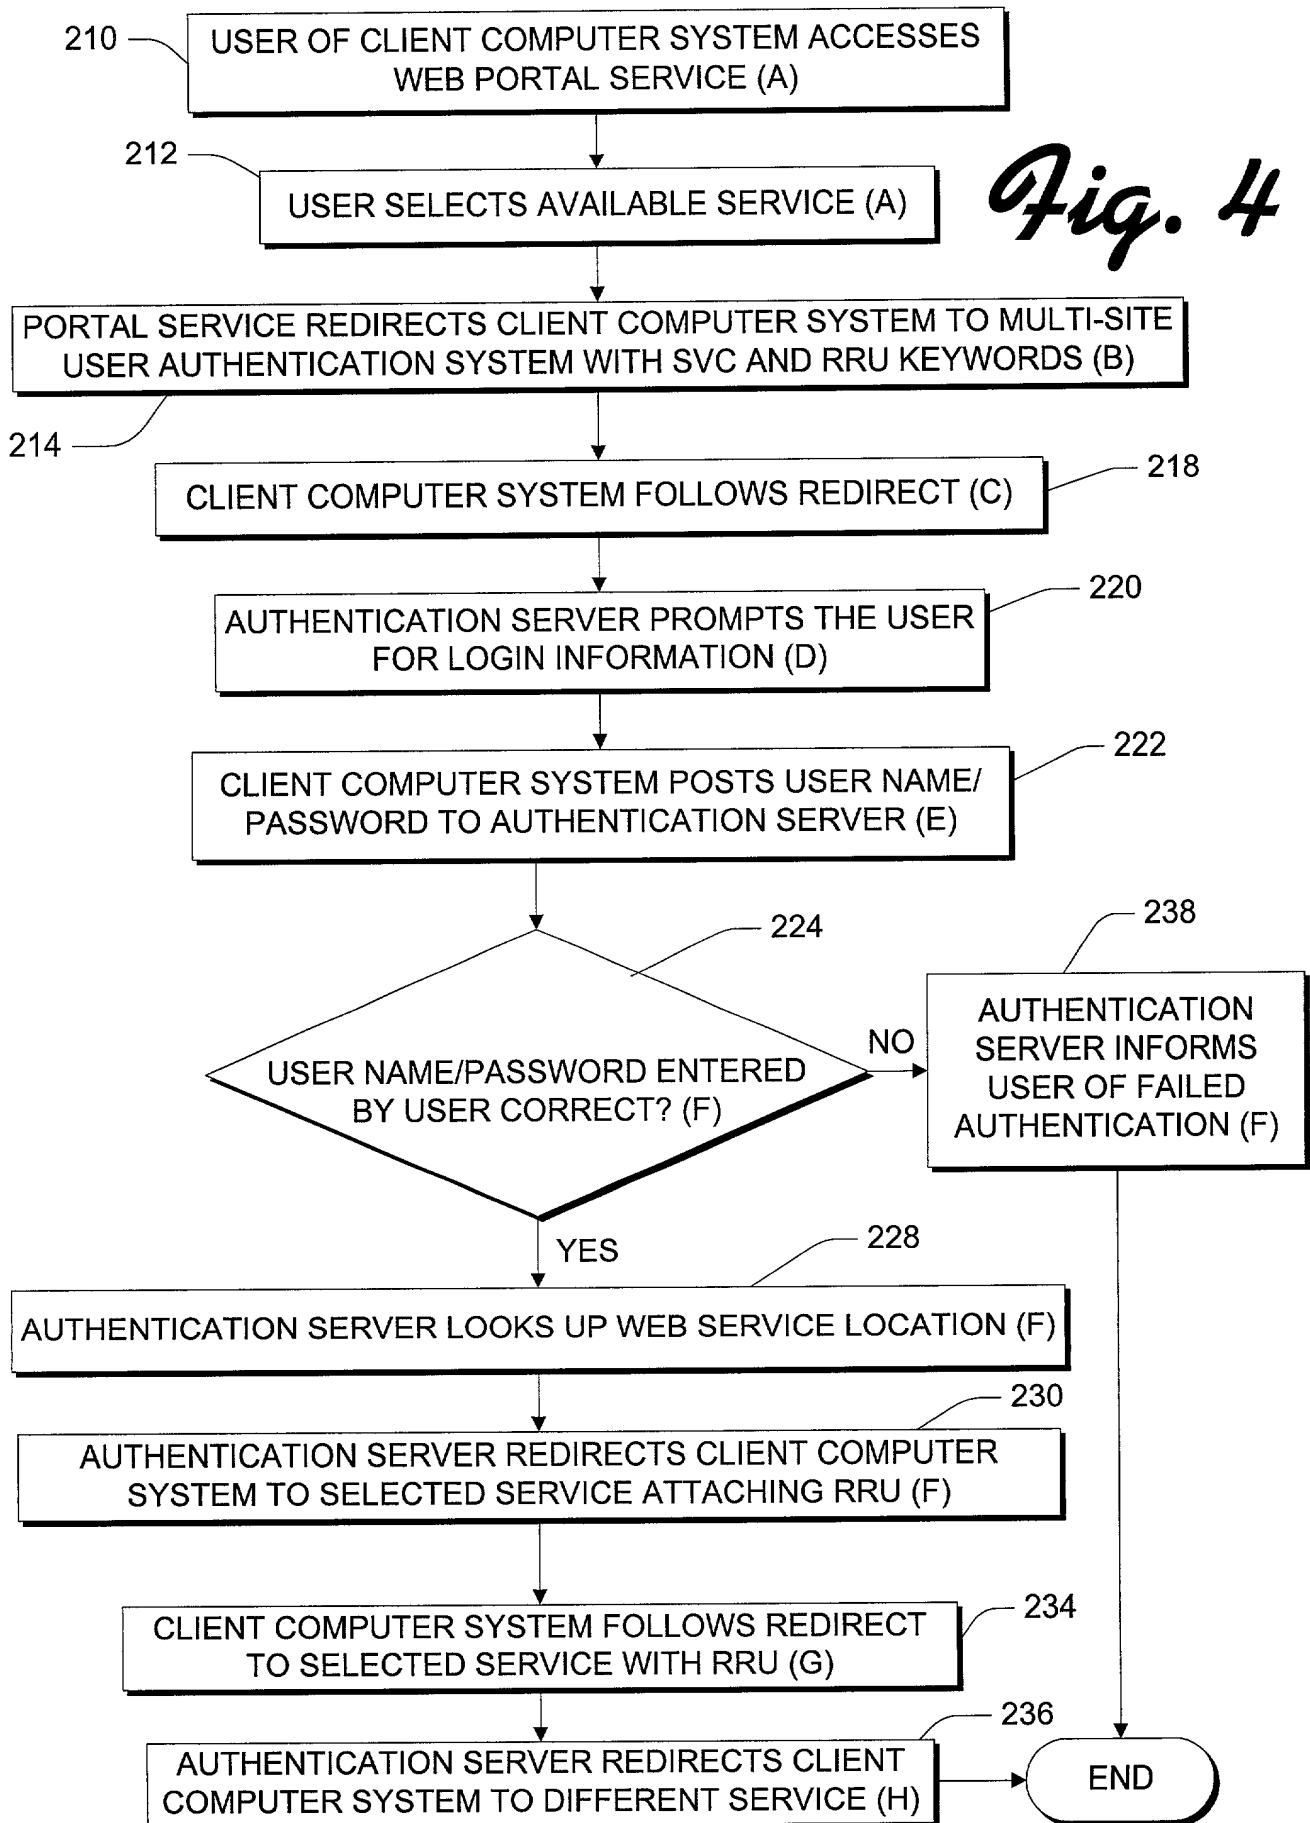 210
USER OF CLIENT COMPUTER SYSTEM ACCESSES
WEB PORTAL SERVICE (A)
212
USER SELECTS AVAILABLE SERVICE (A)
Fig. 4
PORTAL SERVICE REDIRECTS CLIENT COMPUTER SYSTEM TO MULTI-SITE
USER AUTHENTICATION SYSTEM WITH SVC AND RRU KEYWORDS (B)
214
CLIENT COMPUTER SYSTEM FOLLOWS REDIRECT (C)
218
AUTHENTICATION SERVER PROMPTS THE USER
FOR LOGIN INFORMATION (D)
220
CLIENT COMPUTER SYSTEM POSTS USER NAME/
PASSWORD TO AUTHENTICATION SERVER (E)
222
224
USER NAME/PASSWORD ENTERED
BY USER CORRECT? (F)
NO
238
AUTHENTICATION
SERVER INFORMS
USER OF FAILED
AUTHENTICATION (F)
YES
228
AUTHENTICATION SERVER LOOKS UP WEB SERVICE LOCATION (F)
230
AUTHENTICATION SERVER REDIRECTS CLIENT COMPUTER
SYSTEM TO SELECTED SERVICE ATTACHING RRU (F)
234
CLIENT COMPUTER SYSTEM FOLLOWS REDIRECT
TO SELECTED SERVICE WITH RRU (G)
236
AUTHENTICATION SERVER REDIRECTS CLIENT
COMPUTER SYSTEM TO DIFFERENT SERVICE (H)
END